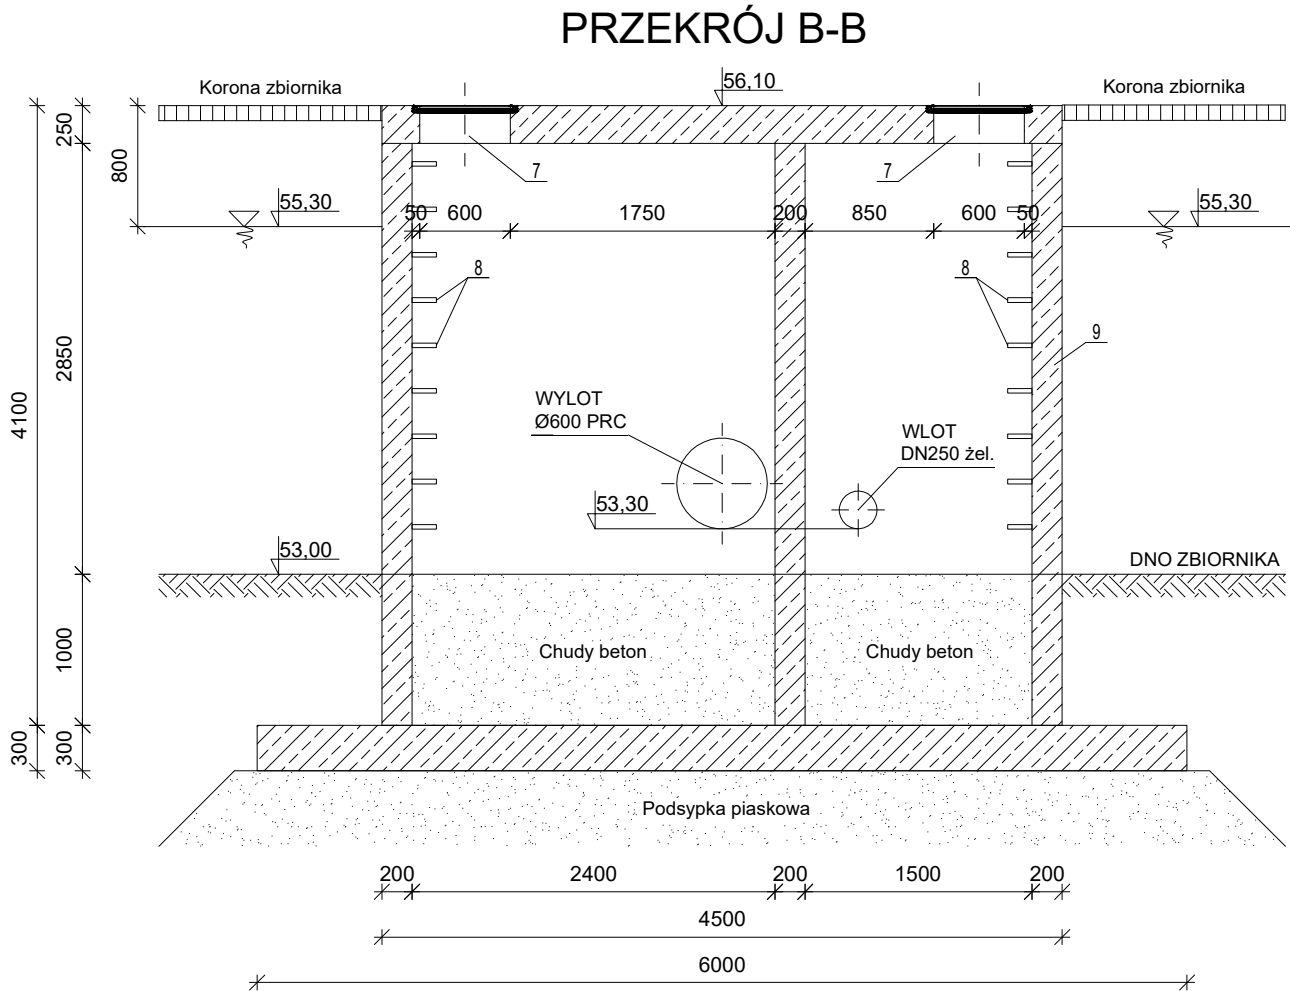 PRZEKRÓJ B-B
Korona zbiornika
56,10
Korona zbiornika
250
800
7
7
55,30
55,30
50
600
1750
200
850
600
50
8
8
9
2850
4100
WYLOT
Ø600 PRC
WLOT
DN250 żel.
53,30
53,00
DNO ZBIORNIKA
1000
Chudy beton
Chudy beton
300
300
Podsypka piaskowa
200
2400
200
1500
200
4500
6000